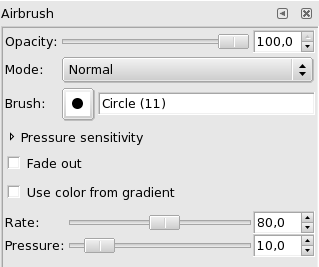 Airbrush
Opacity: 100,0
Mode: Normal
Brush: Circle (11)
Pressure sensitivity
Fade out
Use color from gradient
Rate: 80,0
Pressure: 10,0